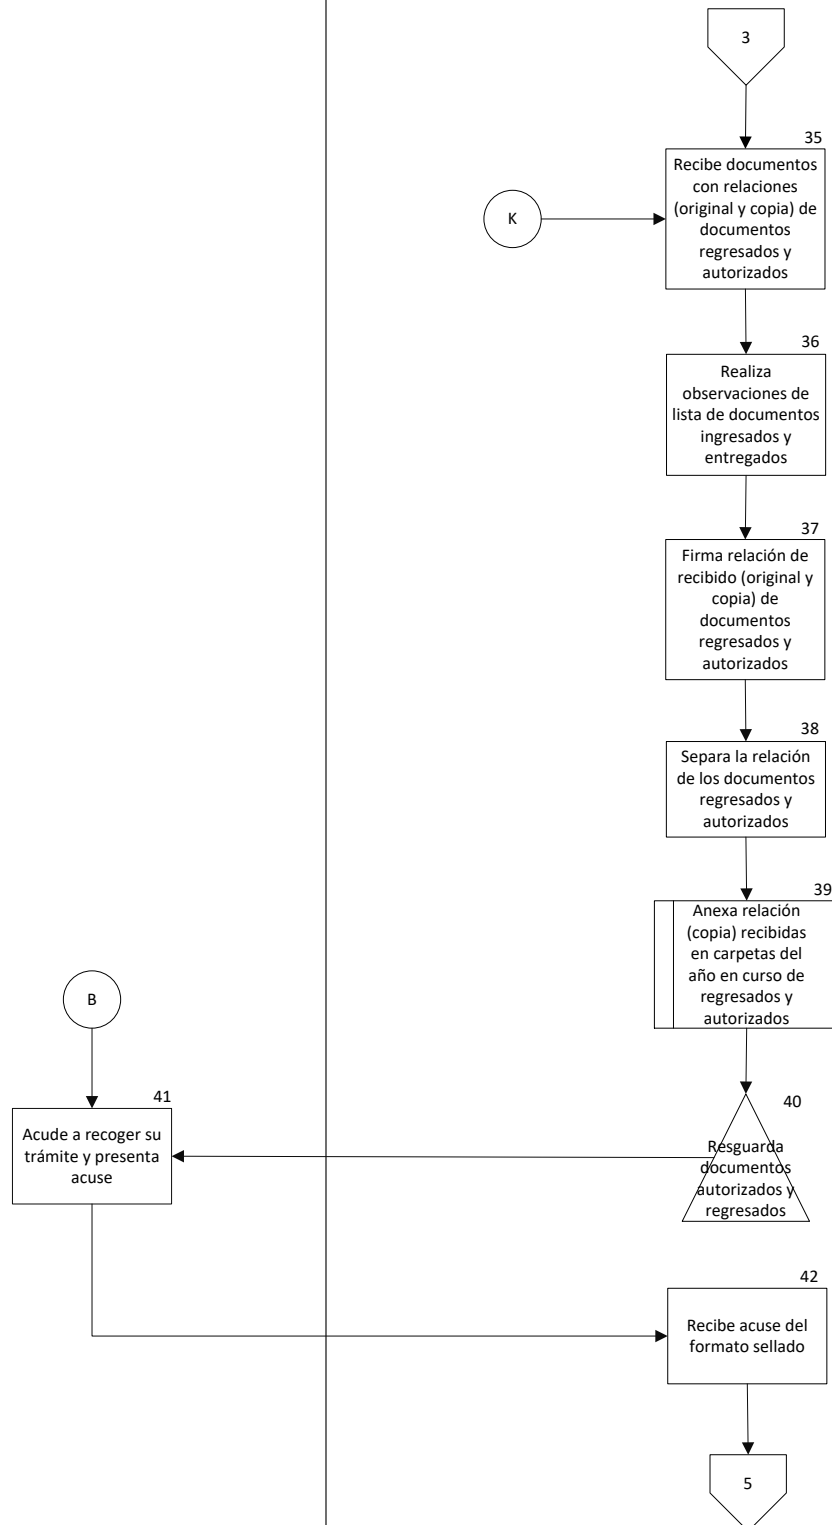 3
35
Recibe documentos
con relaciones
(original y copia) de
documentos
regresados y
autorizados
K
36
Realiza
observaciones de
lista de documentos
ingresados y
entregados
37
Firma relación de
recibido (original y
copia) de
documentos
regresados y
autorizados
38
Separa la relación
de los documentos
regresados y
autorizados
39
Anexa relación
(copia) recibidas
en carpetas del
año en curso de
regresados y
autorizados
B
40
Resguarda
documentos
autorizados y
regresados
41
Acude a recoger su
trámite y presenta
acuse
42
Recibe acuse del
formato sellado
5